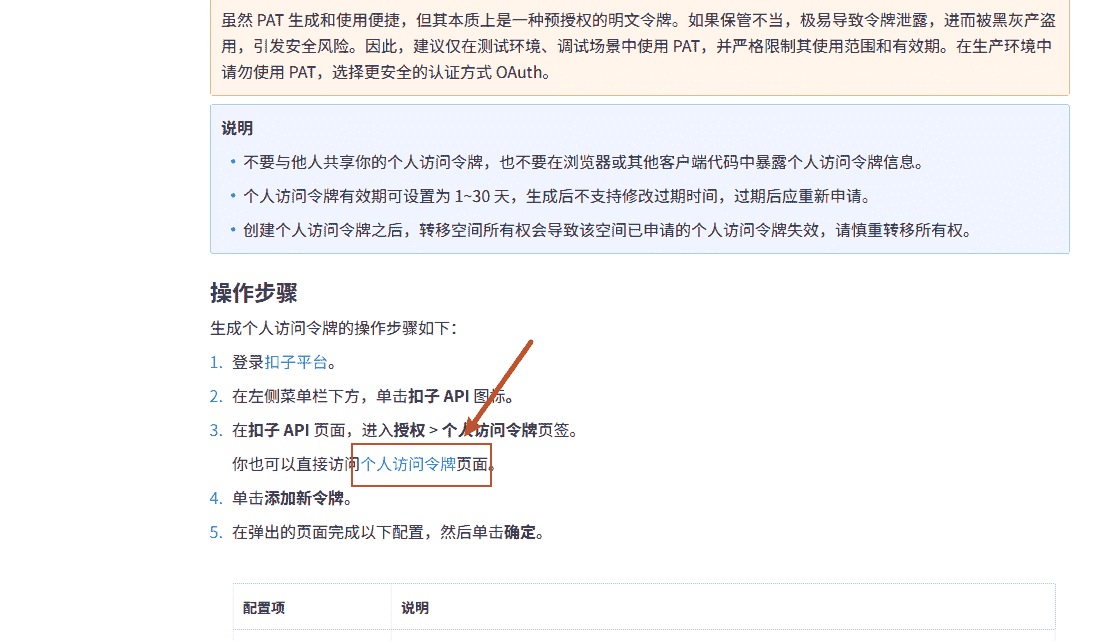 虽然 PAT 生成和使用便捷，但其本质上是一种预授权的明文令牌。如果保管不当，极易导致令牌泄露，进而被黑灰产盗
用，引发安全风险。因此，建议仅在测试环境、调试场景中使用 PAT，并严格限制其使用范围和有效期。在生产环境中
请勿使用 PAT，选择更安全的认证方式 OAuth。
说明
• 不要与他人共享你的个人访问令牌，也不要在浏览器或其他客户端代码中暴露个人访问令牌信息。
• 个人访问令牌有效期可设置为 1~30 天，生成后不支持修改过期时间，过期后应重新申请。
• 创建个人访问令牌之后，转移空间所有权会导致该空间已申请的个人访问令牌失效，请慎重转移所有权。
操作步骤
生成个人访问令牌的操作步骤如下：
1. 登录扣子平台。
2. 在左侧菜单栏下方，单击扣子 API 图标。
3. 在扣子 API 页面，进入授权 > 个人访问令牌页签。
你也可以直接访问个人访问令牌页面。
4. 单击添加新令牌。
5. 在弹出的页面完成以下配置，然后单击确定。
配置项 说明